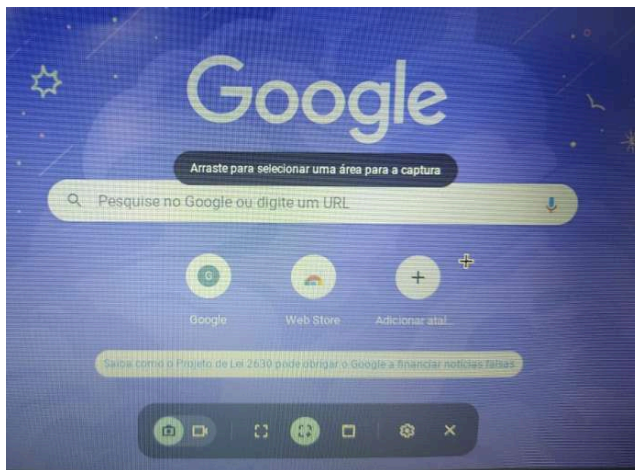 Google
Arraste para selecionar uma área para a captura
Pesquise no Google ou digite um URL
G
Google
Web Store
Adicionar atal...
Saiba como o Projeto de Lei 2630 pode obrigar o Google a financiar notícias falsas